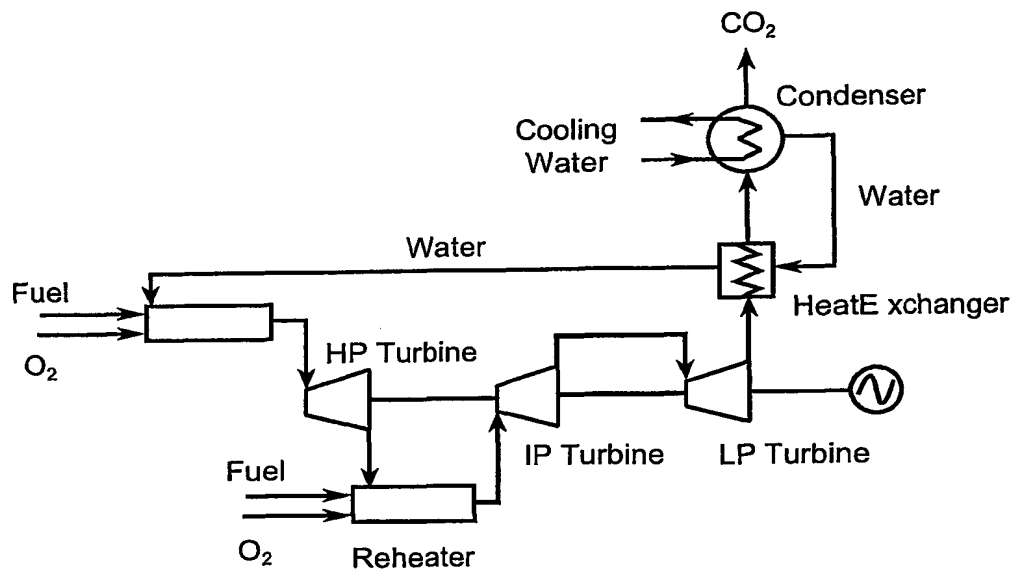 CO₂
Condenser
Cooling
Water
Water
Water
HeatE xchanger
Fuel
O₂
HP Turbine
IP Turbine
LP Turbine
Fuel
O₂
Reheater